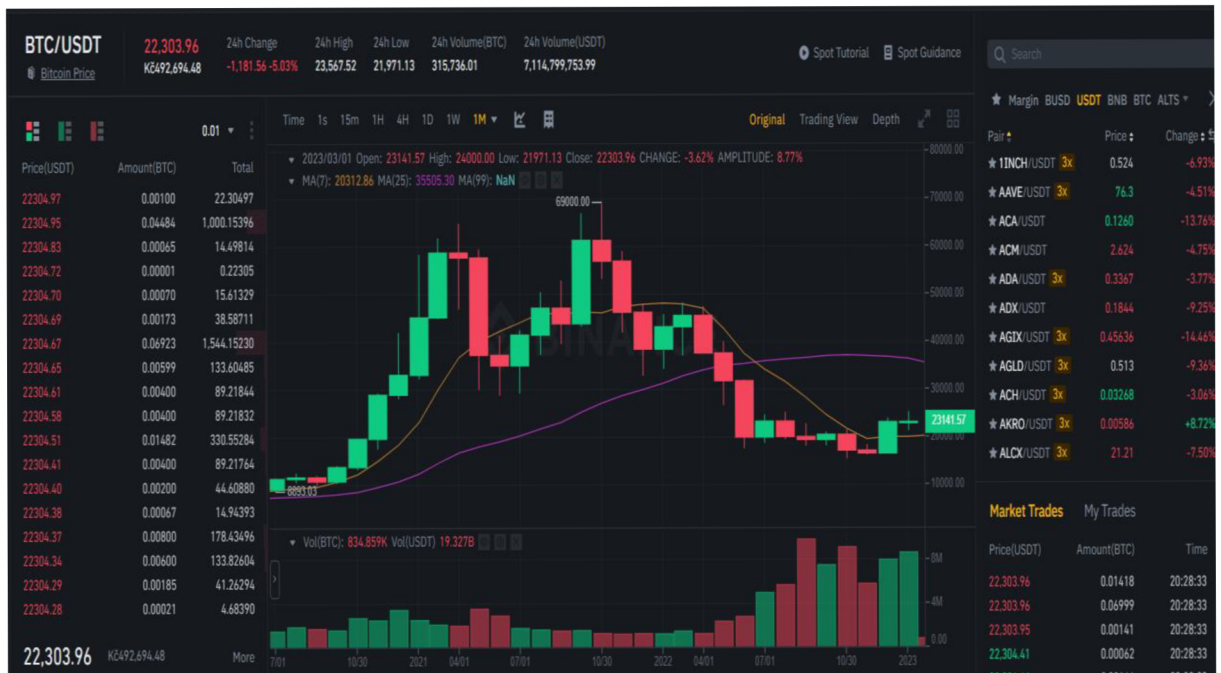 BTC/USDT
Bitcoin Price
22,303.96
Kč492,694.48
24h Change
-1,181.56 -5.03%
24h High
23,567.52
24h Low
21,971.13
24h Volume(BTC)
315,736.01
24h Volume(USDT)
7,114,799,753.99
Spot Tutorial
Spot Guidance
0.01
Price(USDT) Amount(BTC) Total
22304.97 0.00100 22.30497
22304.95 0.04484 1,000.15396
22304.83 0.00065 14.49814
22304.72 0.00001 0.22305
22304.70 0.00070 15.61329
22304.69 0.00173 38.58711
22304.67 0.06923 1,544.15230
22304.65 0.00599 133.60485
22304.61 0.00400 89.21844
22304.58 0.00400 89.21832
22304.51 0.01482 330.55284
22304.41 0.00400 89.21764
22304.40 0.00200 44.60880
22304.38 0.00067 14.94393
22304.37 0.00800 178.43496
22304.34 0.00600 133.82604
22304.29 0.00185 41.26294
22304.28 0.00021 4.68390
22,303.96 Kč492,694.48 More
Time 1s 15m 1H 4H 1D 1W 1M
Original Trading View Depth
2023/03/01 Open: 23141.57 High: 24000.00 Low: 21971.13 Close: 22303.96 CHANGE: -3.62% AMPLITUDE: 8.77%
MA(7): 20312.86 MA(25): 35505.30 MA(99): NaN
69000.00
8893.03
80000.00
70000.00
60000.00
50000.00
40000.00
30000.00
23141.57
20000.00
10000.00
Vol(BTC): 834.859K Vol(USDT) 19.327B
8M
4M
0.00
7/01 10/30 2021 04/01 07/01 10/30 2022 04/01 07/01 10/30 2023
Search
Margin BUSD USDT BNB BTC ALTS
Pair Price Change
1INCH/USDT 3x 0.524 -6.93%
AAVE/USDT 3x 76.3 -4.51%
ACA/USDT 0.1260 -13.76%
ACM/USDT 2.624 -4.75%
ADA/USDT 3x 0.3367 -3.77%
ADX/USDT 0.1844 -9.25%
AGIX/USDT 3x 0.45636 -14.46%
AGLD/USDT 3x 0.513 -9.36%
ACH/USDT 3x 0.03268 -3.06%
AKRO/USDT 3x 0.00586 +8.72%
ALCX/USDT 3x 21.21 -7.50%
Market Trades My Trades
Price(USDT) Amount(BTC) Time
22,303.96 0.01418 20:28:33
22,303.96 0.06999 20:28:33
22,303.95 0.00141 20:28:33
22,304.41 0.00062 20:28:33